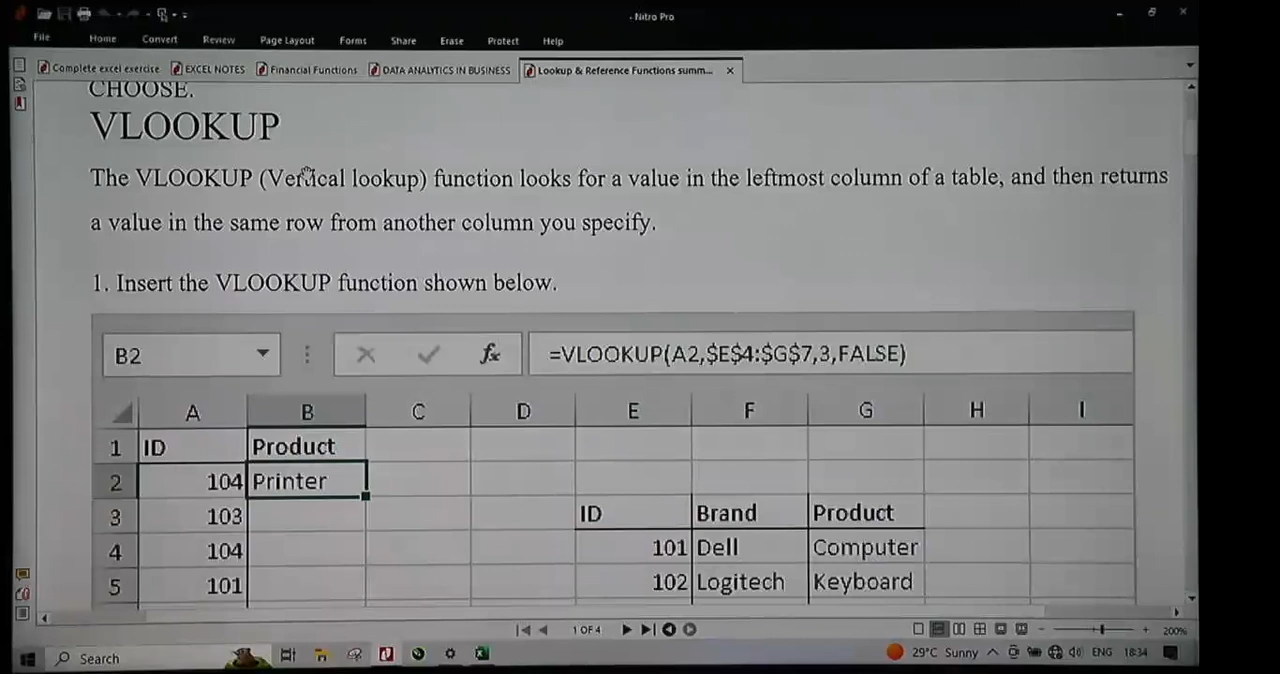 - Nitro Pro
File Home Convert Review Page Layout Forms Share Erase Protect Help
Complete excel exercise EXCEL NOTES Financial Functions DATA ANALYTICS IN BUSINESS Lookup & Reference Functions summ...
CHOOSE.
VLOOKUP
The VLOOKUP (Vertical lookup) function looks for a value in the leftmost column of a table, and then returns
a value in the same row from another column you specify.
1. Insert the VLOOKUP function shown below.
B2 fx =VLOOKUP(A2,$E$4:$G$7,3,FALSE)
A B C D E F G H I
1 ID Product
2 104 Printer
3 103 ID Brand Product
4 104 101 Dell Computer
5 101 102 Logitech Keyboard
1 OF 4 200%
Search 29°C Sunny ENG 18:34